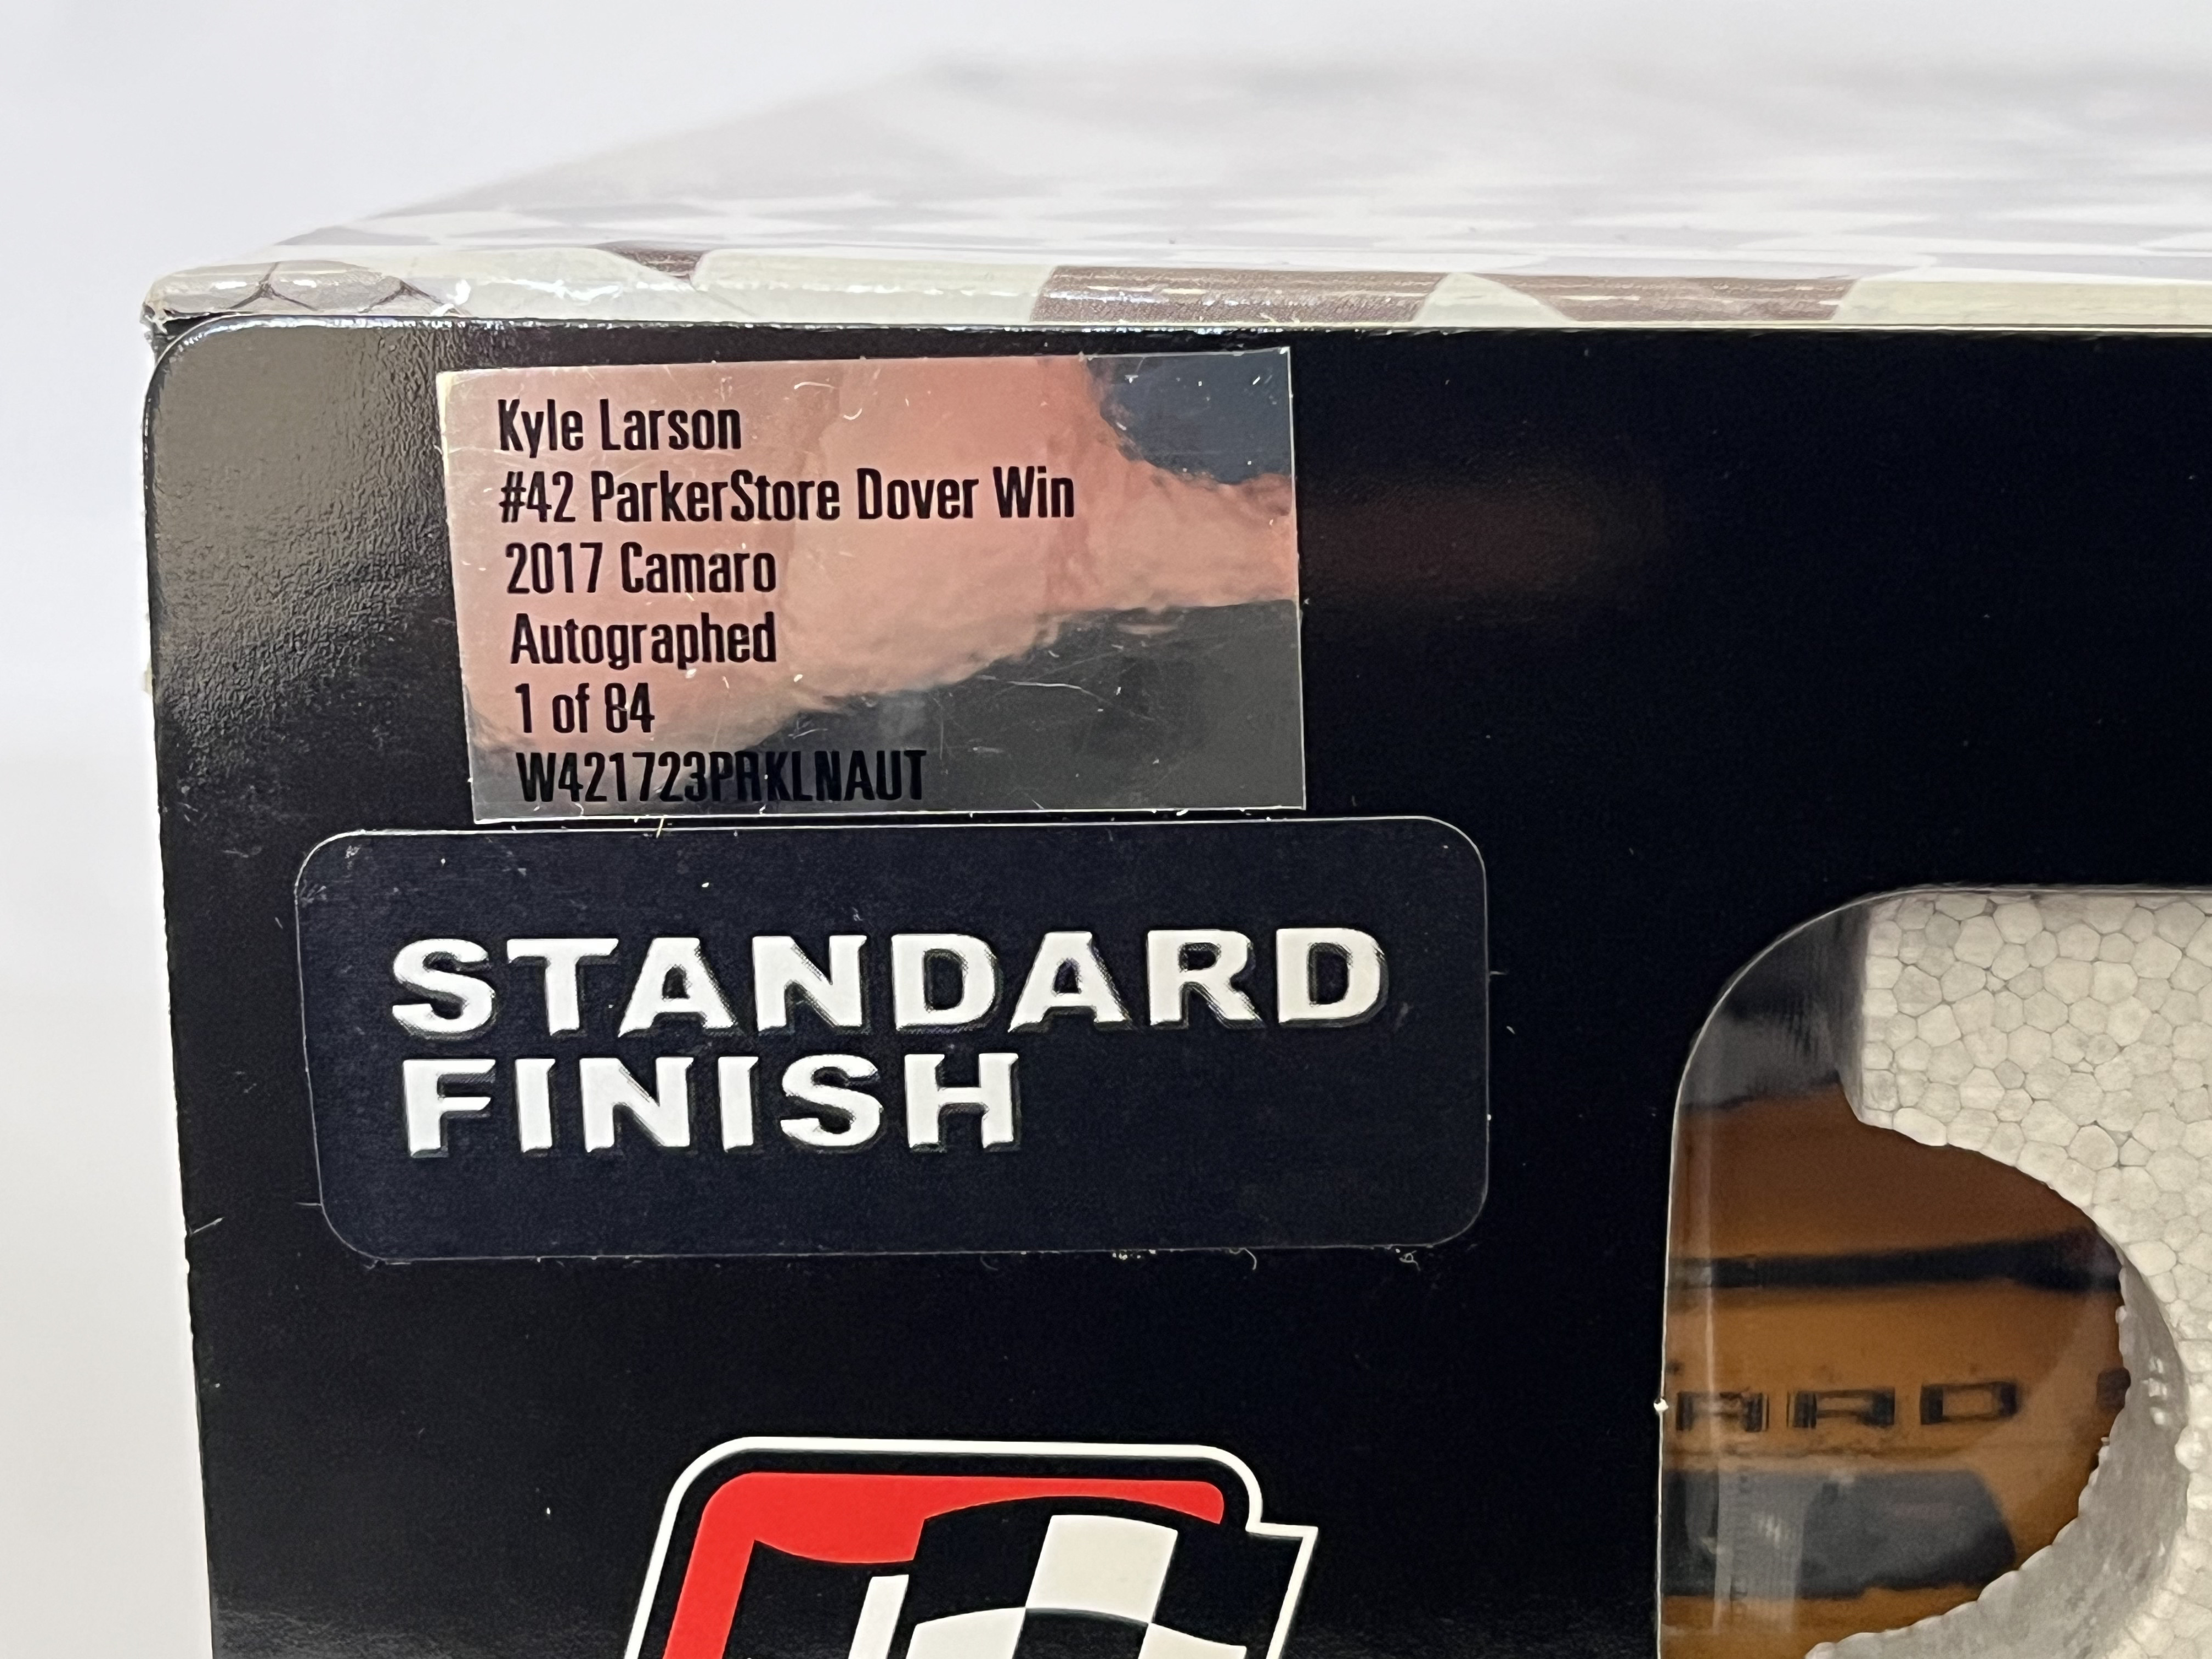 Kyle Larson
#42 ParkerStore Dover Win
2017 Camaro
Autographed
1 of 84
W421723PRKLNAUT
STANDARD
FINISH